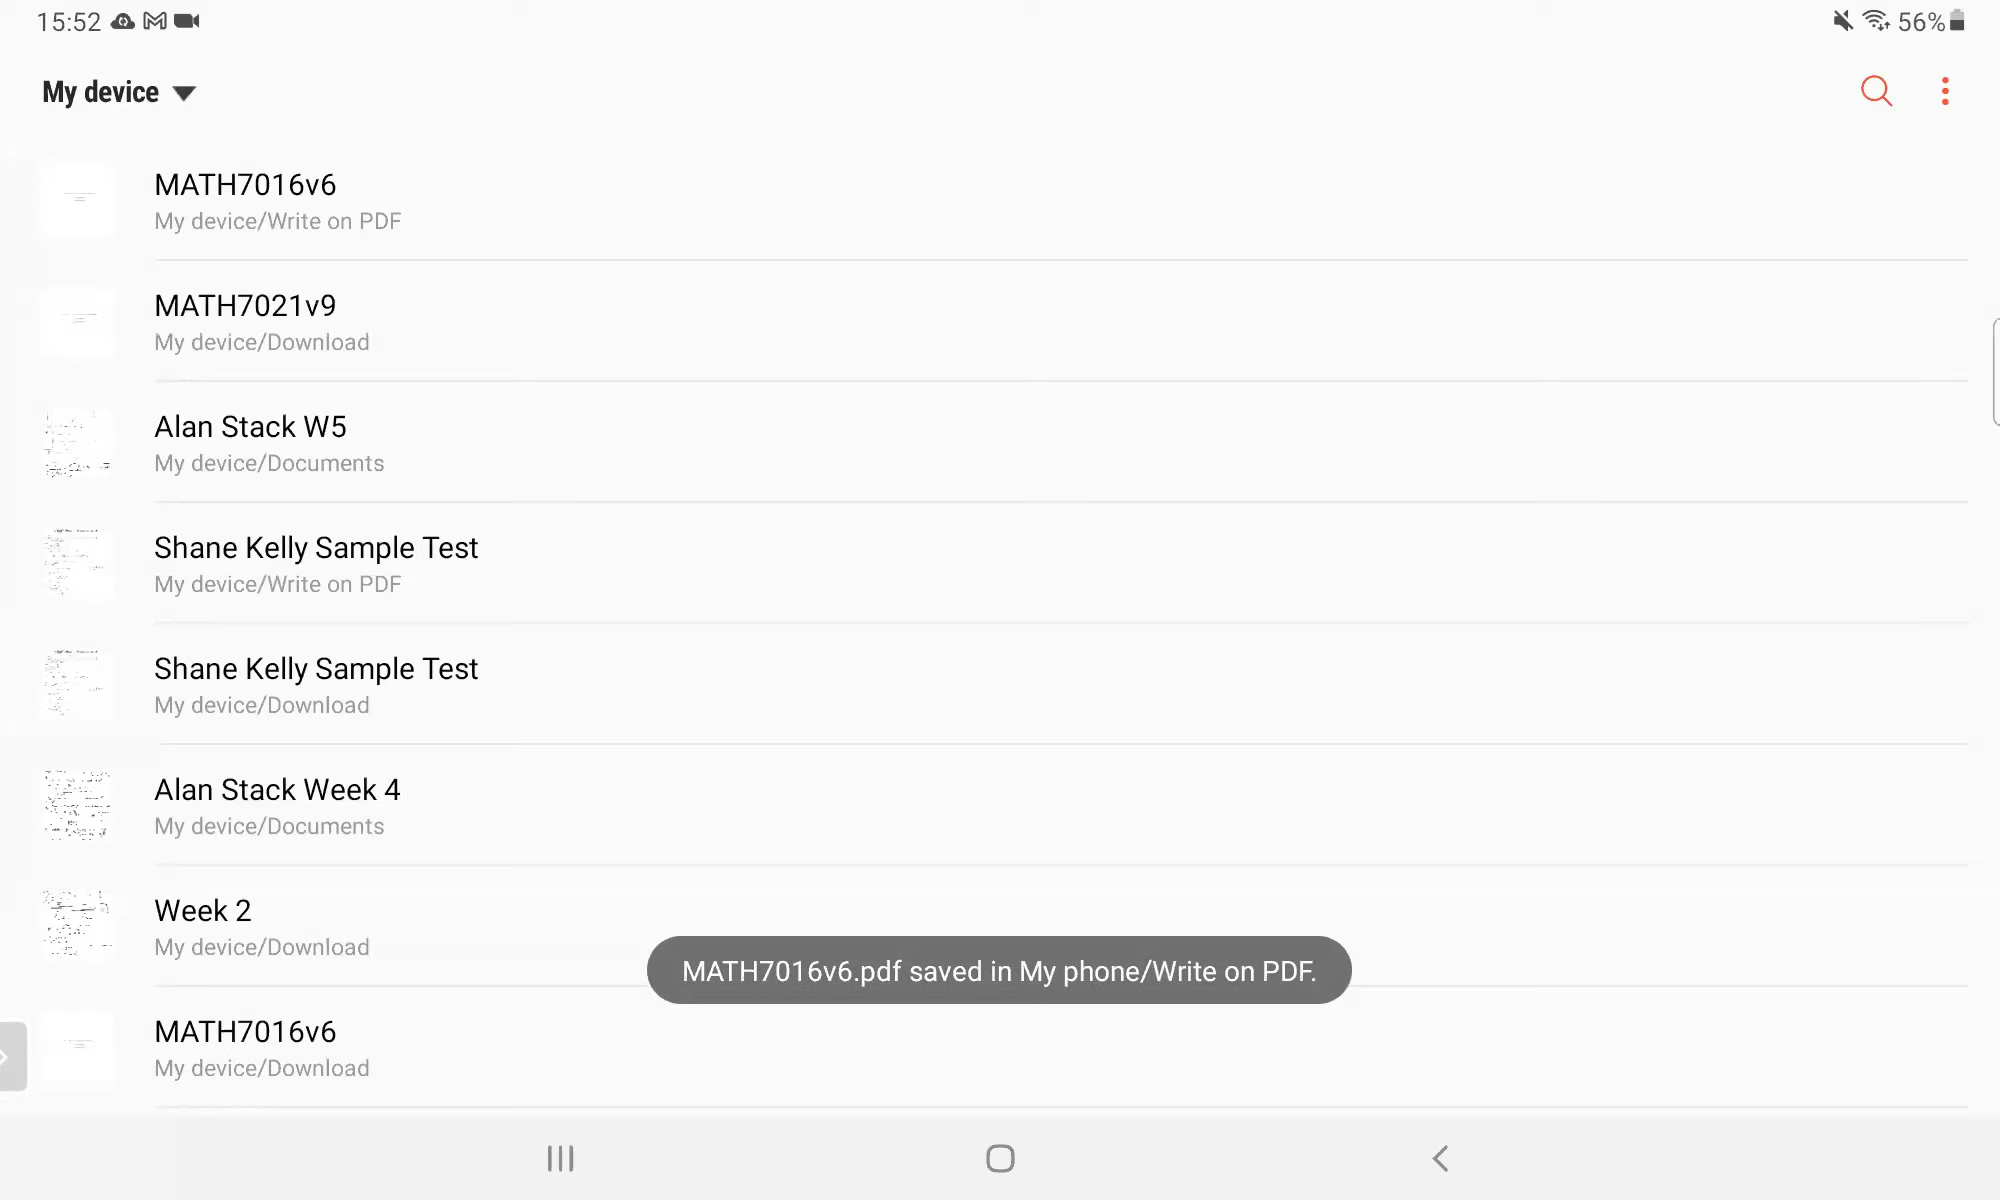 15:52
56%
My device
MATH7016v6
My device/Write on PDF
MATH7021v9
My device/Download
Alan Stack W5
My device/Documents
Shane Kelly Sample Test
My device/Write on PDF
Shane Kelly Sample Test
My device/Download
Alan Stack Week 4
My device/Documents
Week 2
My device/Download
MATH7016v6.pdf saved in My phone/Write on PDF.
MATH7016v6
My device/Download